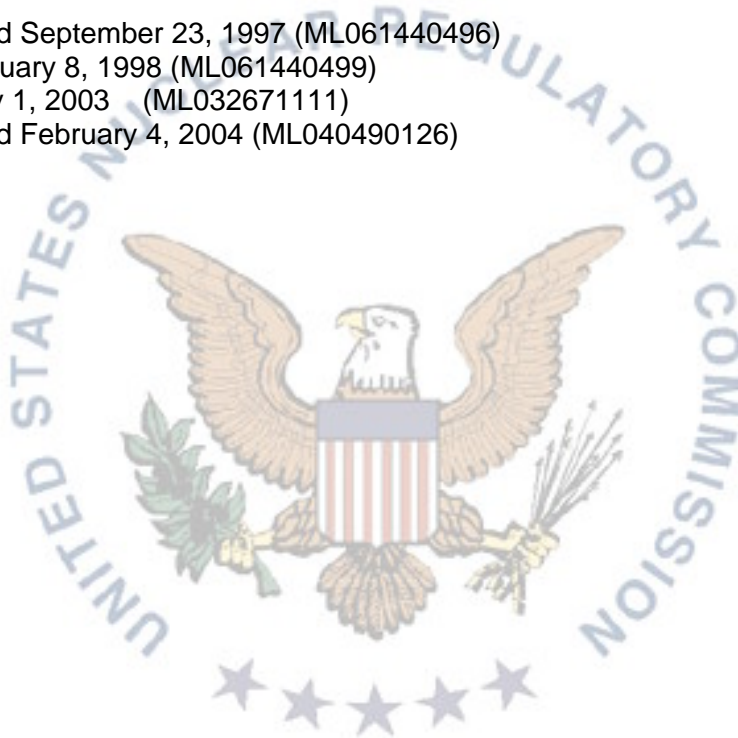 d September 23, 1997 (ML061440496)
uary 8, 1998 (ML061440499)
y 1, 2003 (ML032671111)
d February 4, 2004 (ML040490126)
UNITED STATES NUCLEAR REGULATORY COMMISSION